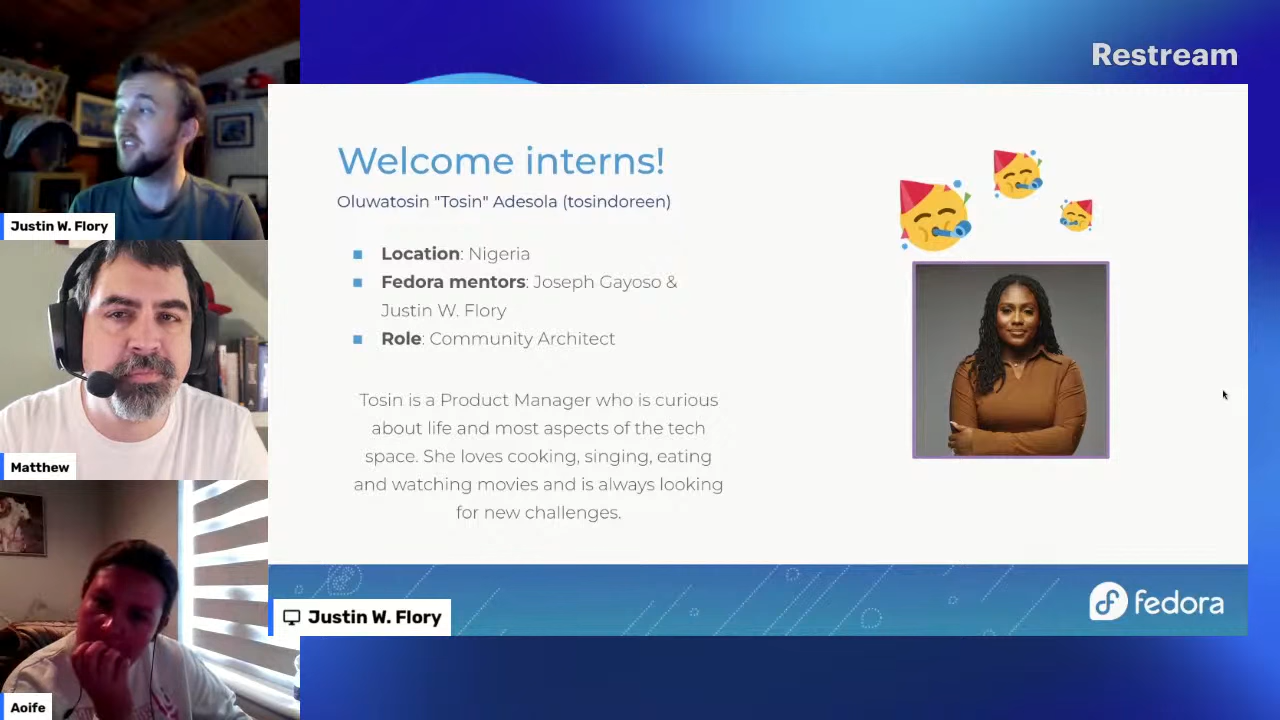 Restream
Welcome interns!
Oluwatosin "Tosin" Adesola (tosindoreen)
Location: Nigeria
Fedora mentors: Joseph Gayoso &
Justin W. Flory
Role: Community Architect
Tosin is a Product Manager who is curious
about life and most aspects of the tech
space. She loves cooking, singing, eating
and watching movies and is always looking
for new challenges.
fedora
Justin W. Flory
Justin W. Flory
Matthew
Aoife